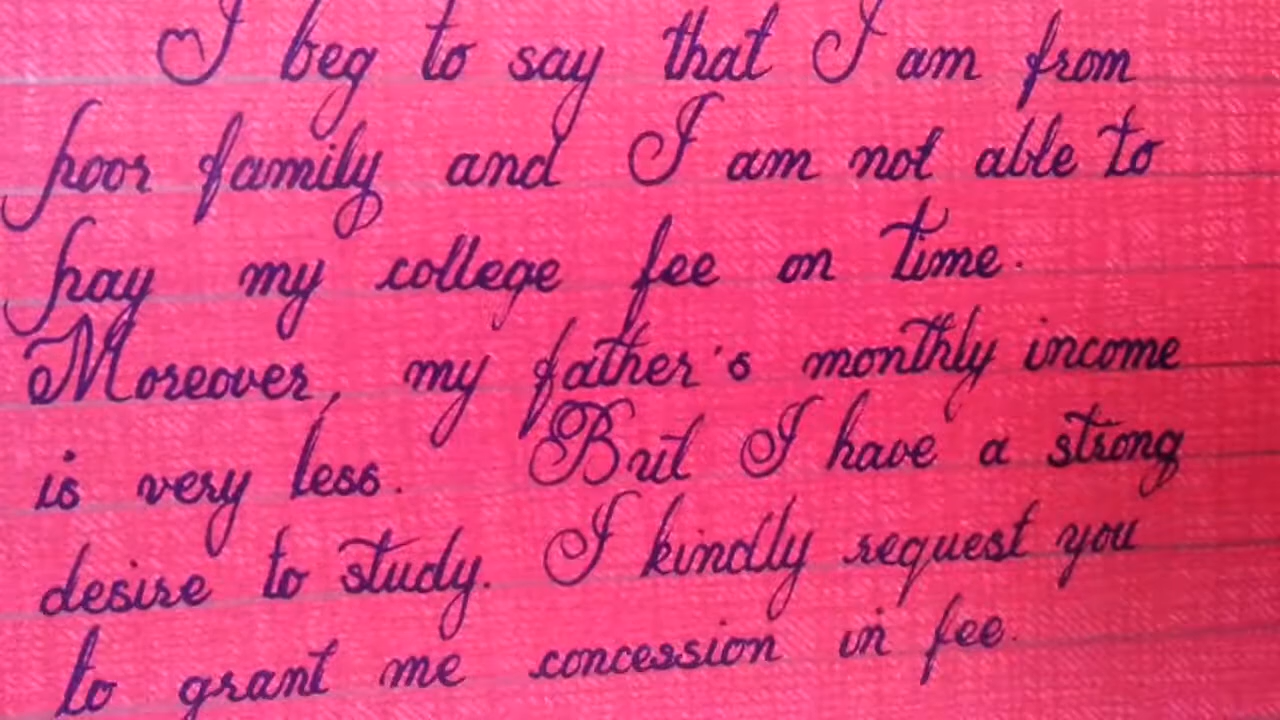 I beg to say that I am from
poor family and I am not able to
pay my college fee on time.
Moreover, my father's monthly income
is very less. But I have a strong
desire to study. I kindly request you
to grant me concession in fee.